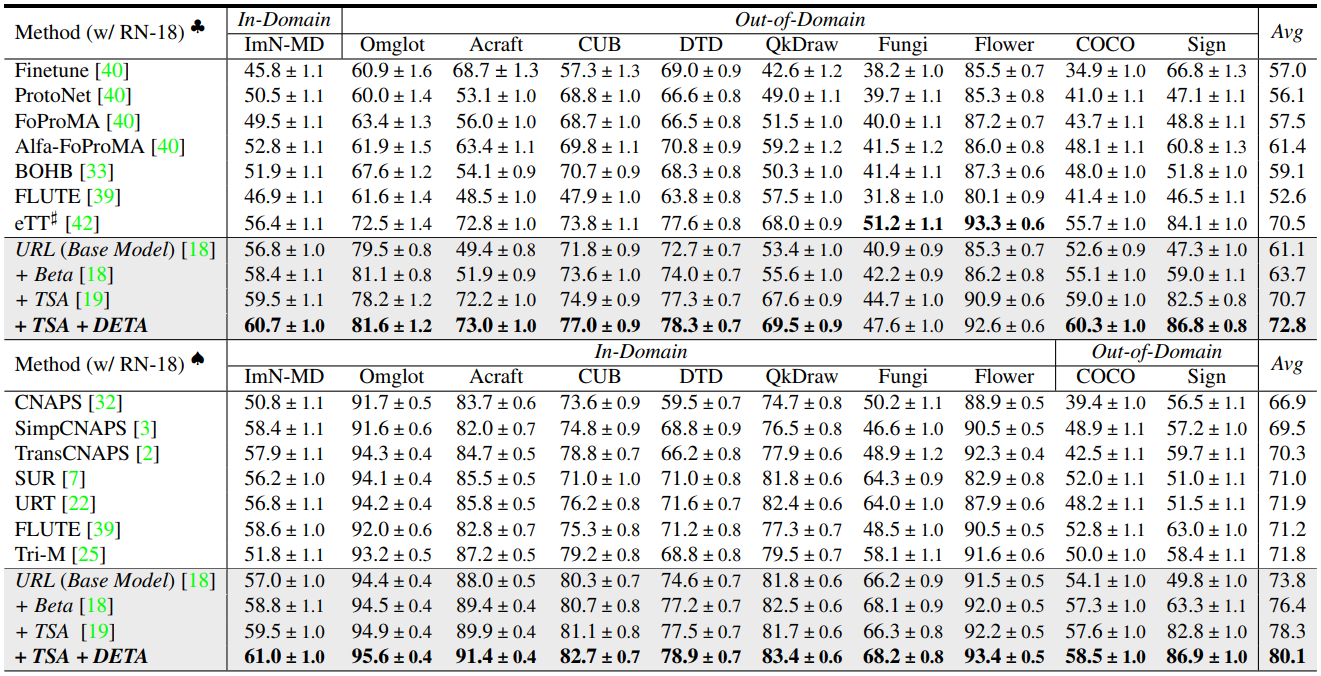 Method (w/ RN-18) ♣ In-Domain Out-of-Domain Avg
ImN-MD Omglot Acraft CUB DTD QkDraw Fungi Flower COCO Sign
Finetune [40] 45.8 ± 1.1 60.9 ± 1.6 68.7 ± 1.3 57.3 ± 1.3 69.0 ± 0.9 42.6 ± 1.2 38.2 ± 1.0 85.5 ± 0.7 34.9 ± 1.0 66.8 ± 1.3 57.0
ProtoNet [40] 50.5 ± 1.1 60.0 ± 1.4 53.1 ± 1.0 68.8 ± 1.0 66.6 ± 0.8 49.0 ± 1.1 39.7 ± 1.1 85.3 ± 0.8 41.0 ± 1.1 47.1 ± 1.1 56.1
FoProMA [40] 49.5 ± 1.1 63.4 ± 1.3 56.0 ± 1.0 68.7 ± 1.0 66.5 ± 0.8 51.5 ± 1.0 40.0 ± 1.1 87.2 ± 0.7 43.7 ± 1.1 48.8 ± 1.1 57.5
Alfa-FoProMA [40] 52.8 ± 1.1 61.9 ± 1.5 63.4 ± 1.1 69.8 ± 1.1 70.8 ± 0.9 59.2 ± 1.2 41.5 ± 1.2 86.0 ± 0.8 48.1 ± 1.1 60.8 ± 1.3 61.4
BOHB [33] 51.9 ± 1.1 67.6 ± 1.2 54.1 ± 0.9 70.7 ± 0.9 68.3 ± 0.8 50.3 ± 1.0 41.4 ± 1.1 87.3 ± 0.6 48.0 ± 1.0 51.8 ± 1.0 59.1
FLUTE [39] 46.9 ± 1.1 61.6 ± 1.4 48.5 ± 1.0 47.9 ± 1.0 63.8 ± 0.8 57.5 ± 1.0 31.8 ± 1.0 80.1 ± 0.9 41.4 ± 1.0 46.5 ± 1.1 52.6
eTT♯ [42] 56.4 ± 1.1 72.5 ± 1.4 72.8 ± 1.0 73.8 ± 1.1 77.6 ± 0.8 68.0 ± 0.9 51.2 ± 1.1 93.3 ± 0.6 55.7 ± 1.0 84.1 ± 1.0 70.5
URL (Base Model) [18] 56.8 ± 1.0 79.5 ± 0.8 49.4 ± 0.8 71.8 ± 0.9 72.7 ± 0.7 53.4 ± 1.0 40.9 ± 0.9 85.3 ± 0.7 52.6 ± 0.9 47.3 ± 1.0 61.1
+ Beta [18] 58.4 ± 1.1 81.1 ± 0.8 51.9 ± 0.9 73.6 ± 1.0 74.0 ± 0.7 55.6 ± 1.0 42.2 ± 0.9 86.2 ± 0.8 55.1 ± 1.0 59.0 ± 1.1 63.7
+ TSA [19] 59.5 ± 1.1 78.2 ± 1.2 72.2 ± 1.0 74.9 ± 0.9 77.3 ± 0.7 67.6 ± 0.9 44.7 ± 1.0 90.9 ± 0.6 59.0 ± 1.0 82.5 ± 0.8 70.7
+ TSA + DETA 60.7 ± 1.0 81.6 ± 1.2 73.0 ± 1.0 77.0 ± 0.9 78.3 ± 0.7 69.5 ± 0.9 47.6 ± 1.0 92.6 ± 0.6 60.3 ± 1.0 86.8 ± 0.8 72.8
Method (w/ RN-18) ♠ In-Domain Out-of-Domain Avg
ImN-MD Omglot Acraft CUB DTD QkDraw Fungi Flower COCO Sign
CNAPS [32] 50.8 ± 1.1 91.7 ± 0.5 83.7 ± 0.6 73.6 ± 0.9 59.5 ± 0.7 74.7 ± 0.8 50.2 ± 1.1 88.9 ± 0.5 39.4 ± 1.0 56.5 ± 1.1 66.9
SimpCNAPS [3] 58.4 ± 1.1 91.6 ± 0.6 82.0 ± 0.7 74.8 ± 0.9 68.8 ± 0.9 76.5 ± 0.8 46.6 ± 1.0 90.5 ± 0.5 48.9 ± 1.1 57.2 ± 1.0 69.5
TransCNAPS [2] 57.9 ± 1.1 94.3 ± 0.4 84.7 ± 0.5 78.8 ± 0.7 66.2 ± 0.8 77.9 ± 0.6 48.9 ± 1.2 92.3 ± 0.4 42.5 ± 1.1 59.7 ± 1.1 70.3
SUR [7] 56.2 ± 1.0 94.1 ± 0.4 85.5 ± 0.5 71.0 ± 1.0 71.0 ± 0.8 81.8 ± 0.6 64.3 ± 0.9 82.9 ± 0.8 52.0 ± 1.1 51.0 ± 1.1 71.0
URT [22] 56.8 ± 1.1 94.2 ± 0.4 85.8 ± 0.5 76.2 ± 0.8 71.6 ± 0.7 82.4 ± 0.6 64.0 ± 1.0 87.9 ± 0.6 48.2 ± 1.1 51.5 ± 1.1 71.9
FLUTE [39] 58.6 ± 1.0 92.0 ± 0.6 82.8 ± 0.7 75.3 ± 0.8 71.2 ± 0.8 77.3 ± 0.7 48.5 ± 1.0 90.5 ± 0.5 52.8 ± 1.1 63.0 ± 1.0 71.2
Tri-M [25] 51.8 ± 1.1 93.2 ± 0.5 87.2 ± 0.5 79.2 ± 0.8 68.8 ± 0.8 79.5 ± 0.7 58.1 ± 1.1 91.6 ± 0.6 50.0 ± 1.0 58.4 ± 1.1 71.8
URL (Base Model) [18] 57.0 ± 1.0 94.4 ± 0.4 88.0 ± 0.5 80.3 ± 0.7 74.6 ± 0.7 81.8 ± 0.6 66.2 ± 0.9 91.5 ± 0.5 54.1 ± 1.0 49.8 ± 1.0 73.8
+ Beta [18] 58.8 ± 1.1 94.5 ± 0.4 89.4 ± 0.4 80.7 ± 0.8 77.2 ± 0.7 82.5 ± 0.6 68.1 ± 0.9 92.0 ± 0.5 57.3 ± 1.0 63.3 ± 1.1 76.4
+ TSA [19] 59.5 ± 1.0 94.9 ± 0.4 89.9 ± 0.4 81.1 ± 0.8 77.5 ± 0.7 81.7 ± 0.6 66.3 ± 0.8 92.2 ± 0.5 57.6 ± 1.0 82.8 ± 1.0 78.3
+ TSA + DETA 61.0 ± 1.0 95.6 ± 0.4 91.4 ± 0.4 82.7 ± 0.7 78.9 ± 0.7 83.4 ± 0.6 68.2 ± 0.8 93.4 ± 0.5 58.5 ± 1.0 86.9 ± 1.0 80.1